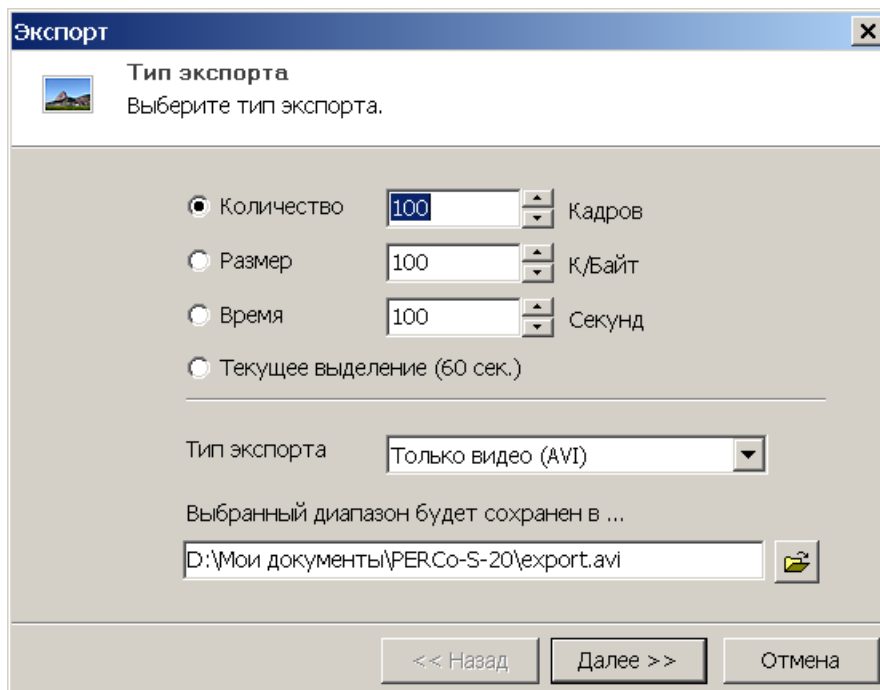 Экспорт
Тип экспорта
Выберите тип экспорта.
Количество 100 Кадров
Размер 100 К/Байт
Время 100 Секунд
Текущее выделение (60 сек.)
Тип экспорта Только видео (AVI)
Выбранный диапазон будет сохранен в ...
D:\Мои документы\PERCo-S-20\export.avi
<< Назад Далее >> Отмена